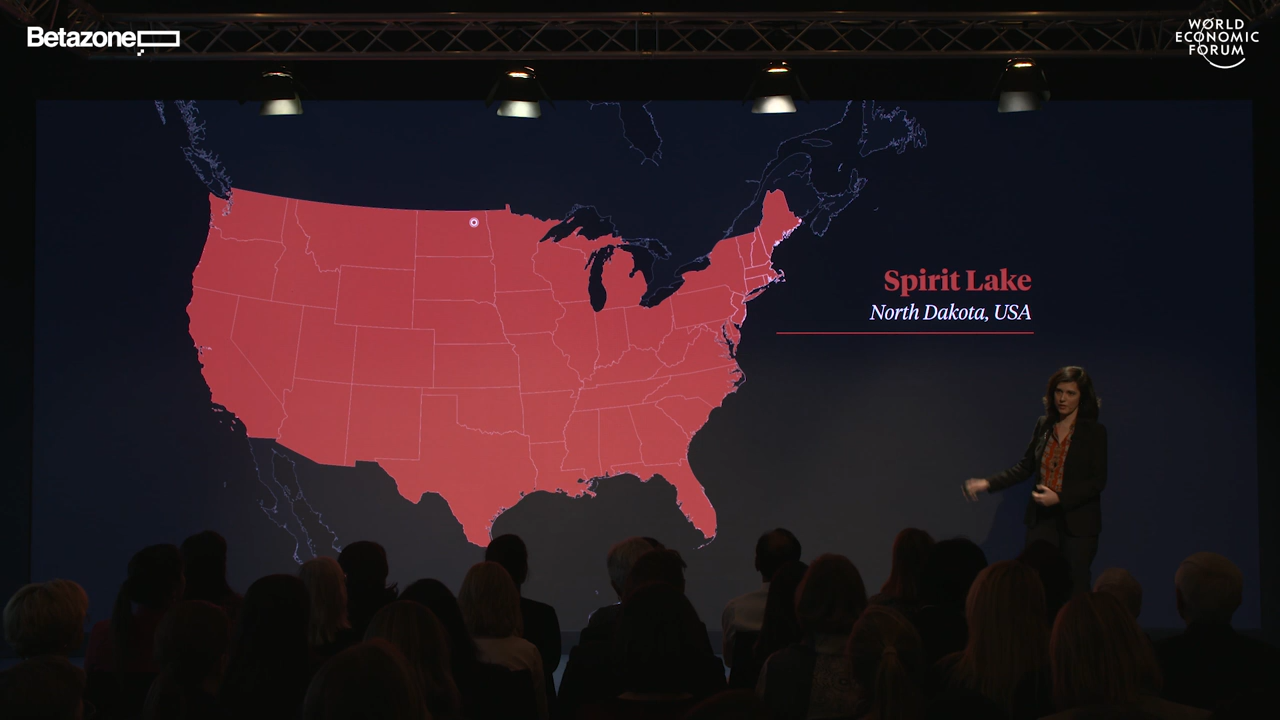 Betazone
WORLD
ECONOMIC
FORUM
Spirit Lake
North Dakota, USA